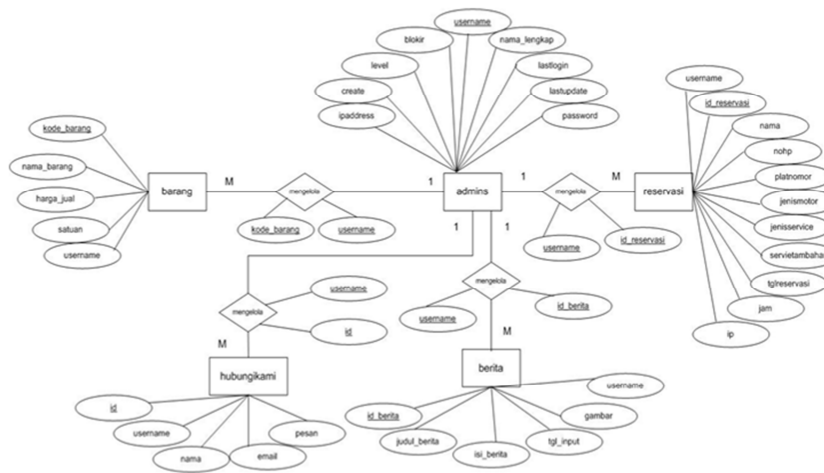 username
blokir
nama_lengkap
level
lastlogin
create
lastupdate
ipaddress
password
username
id_reservasi
nama
nohp
platnomor
jenismotor
jenisservice
servietambaha
tglreservasi
jam
ip
kode_barang
nama_barang
harga_jual
satuan
username
barang
M
mengelola
1
admins
1
mengelola
M
reservasi
kode_barang
username
username
id_reservasi
1
1
username
mengelola
id
M
mengelola
username
id_berita
M
hubungikami
id
username
nama
email
pesan
berita
username
id_berita
gambar
judul_berita
isi_berita
tgl_input